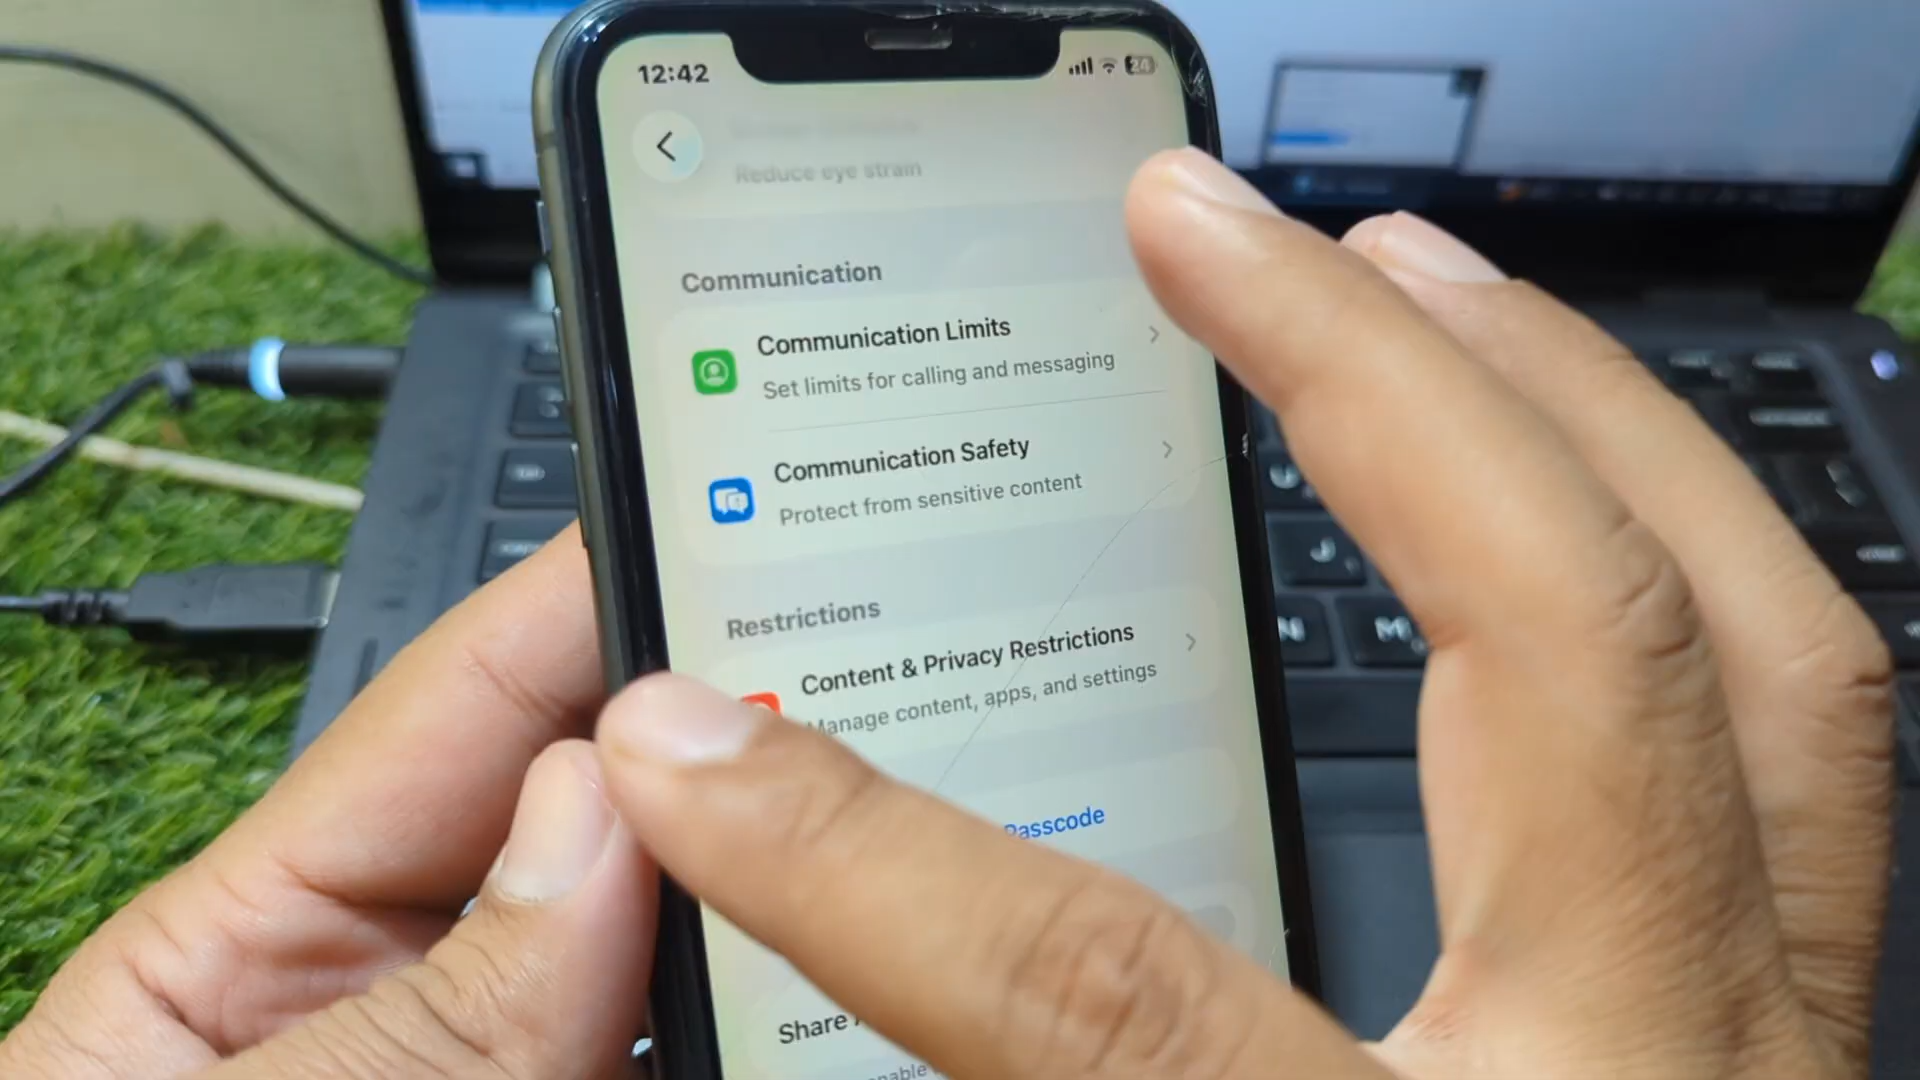 12:42
24
Reduce eye strain
Communication
Communication Limits
Set limits for calling and messaging
Communication Safety
Protect from sensitive content
Restrictions
Content & Privacy Restrictions
Manage content, apps, and settings
Passcode
Share
J
N
M